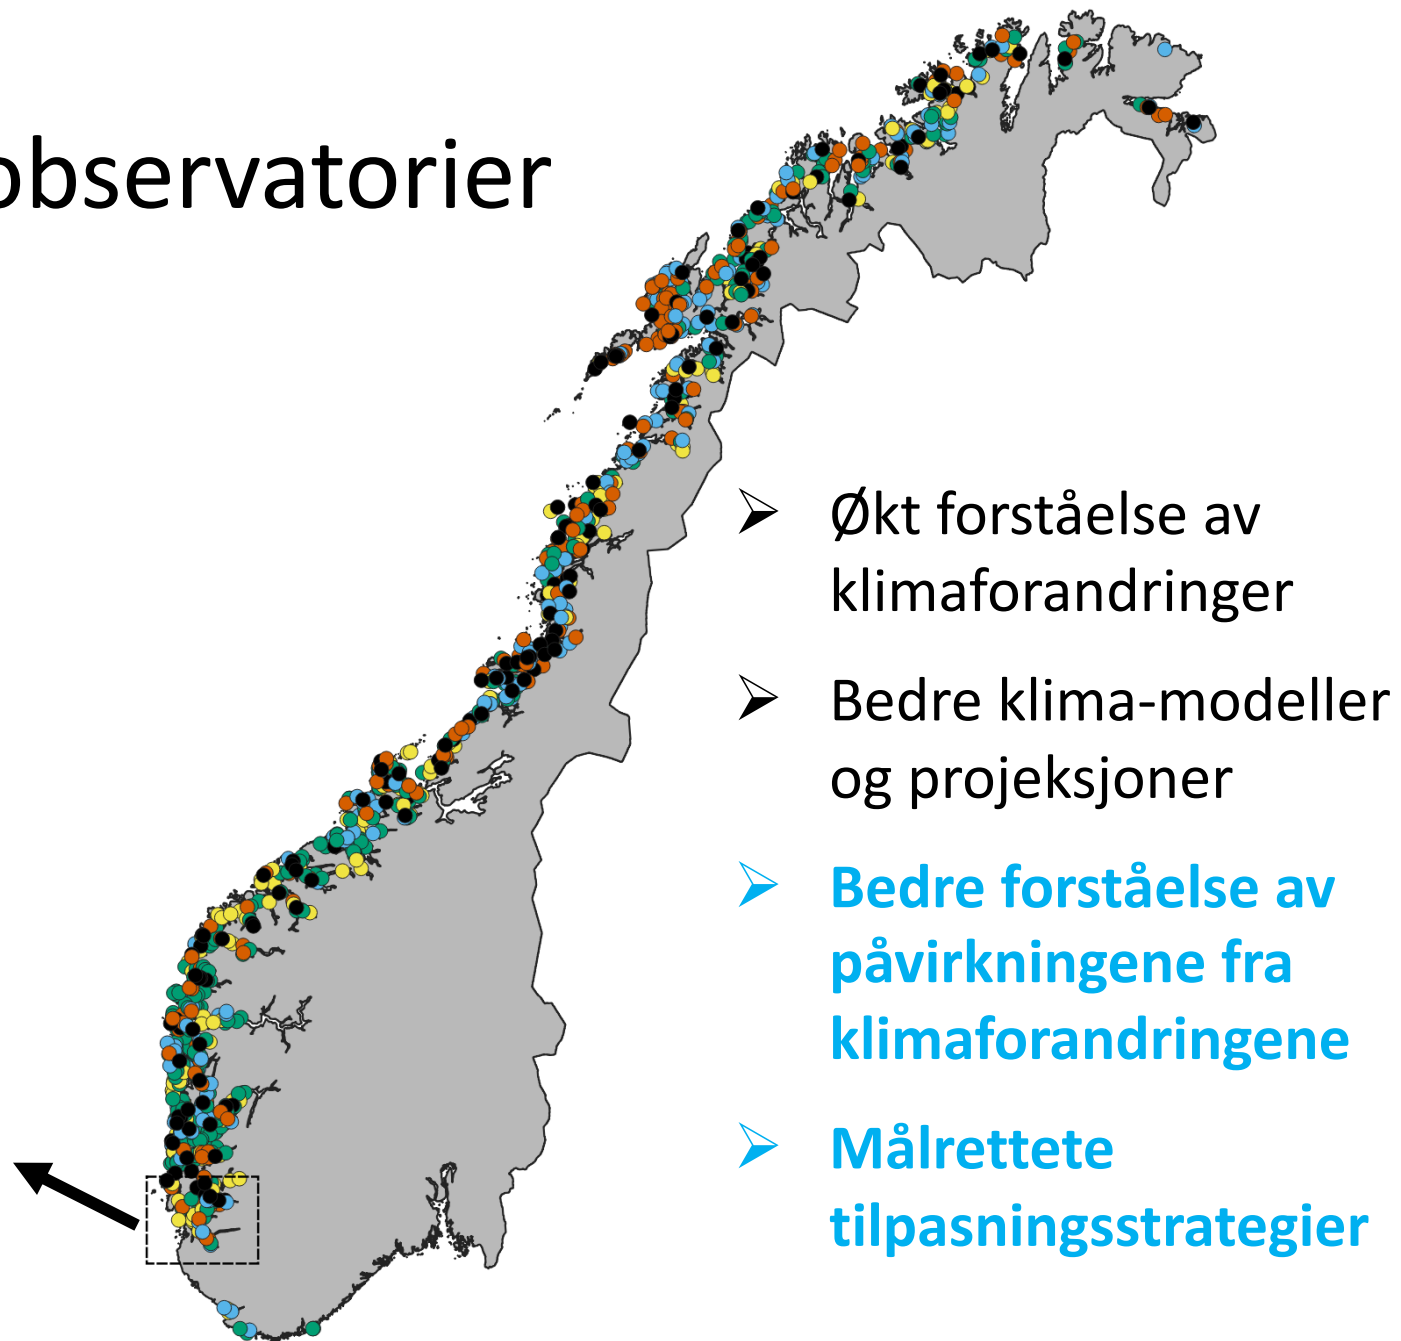 observatorier
Økt forståelse av
klimaforandringer
Bedre klima-modeller
og projeksjoner
Bedre forståelse av
påvirkningene fra
klimaforandringene
Målrettete
tilpasningsstrategier